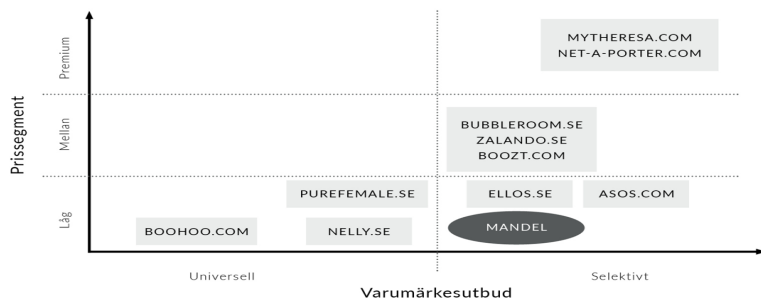 Prissegment
Premium
Mellan
Låg
MYTHERESA.COM
NET-A-PORTER.COM
BUBBLEROOM.SE
ZALANDO.SE
BOOZT.COM
PUREFEMALE.SE
ELLOS.SE
ASOS.COM
BOOHOO.COM
NELLY.SE
MANDEL
Universell
Selektivt
Varumärkesutbud